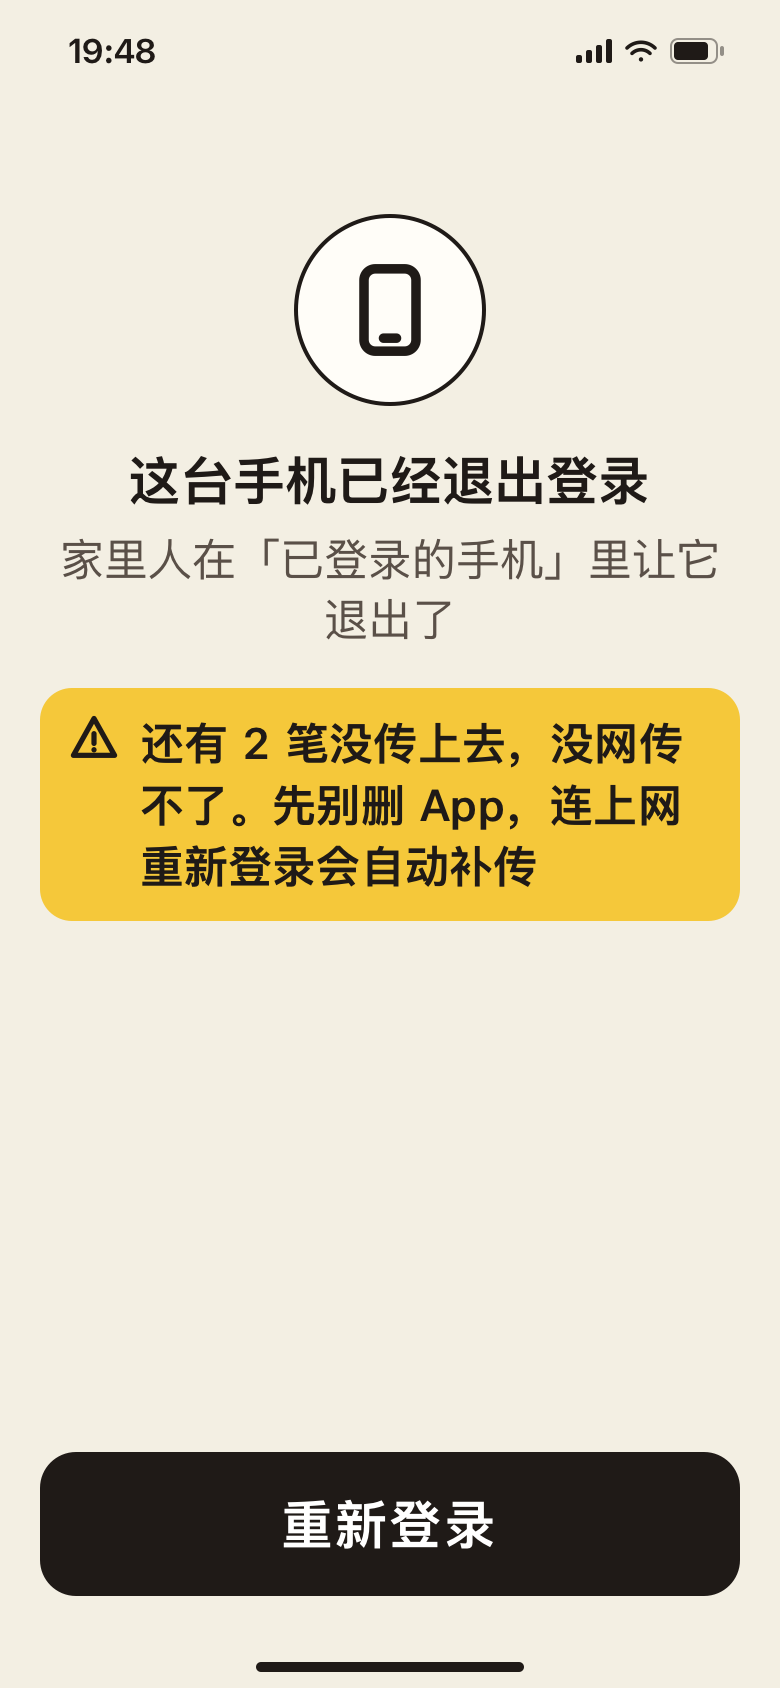 19:48
这台手机已经退出登录
家里人在「已登录的手机」里让它
退出了
还有 2 笔没传上去，没网传
不了。先别删 App，连上网
重新登录会自动补传
重新登录